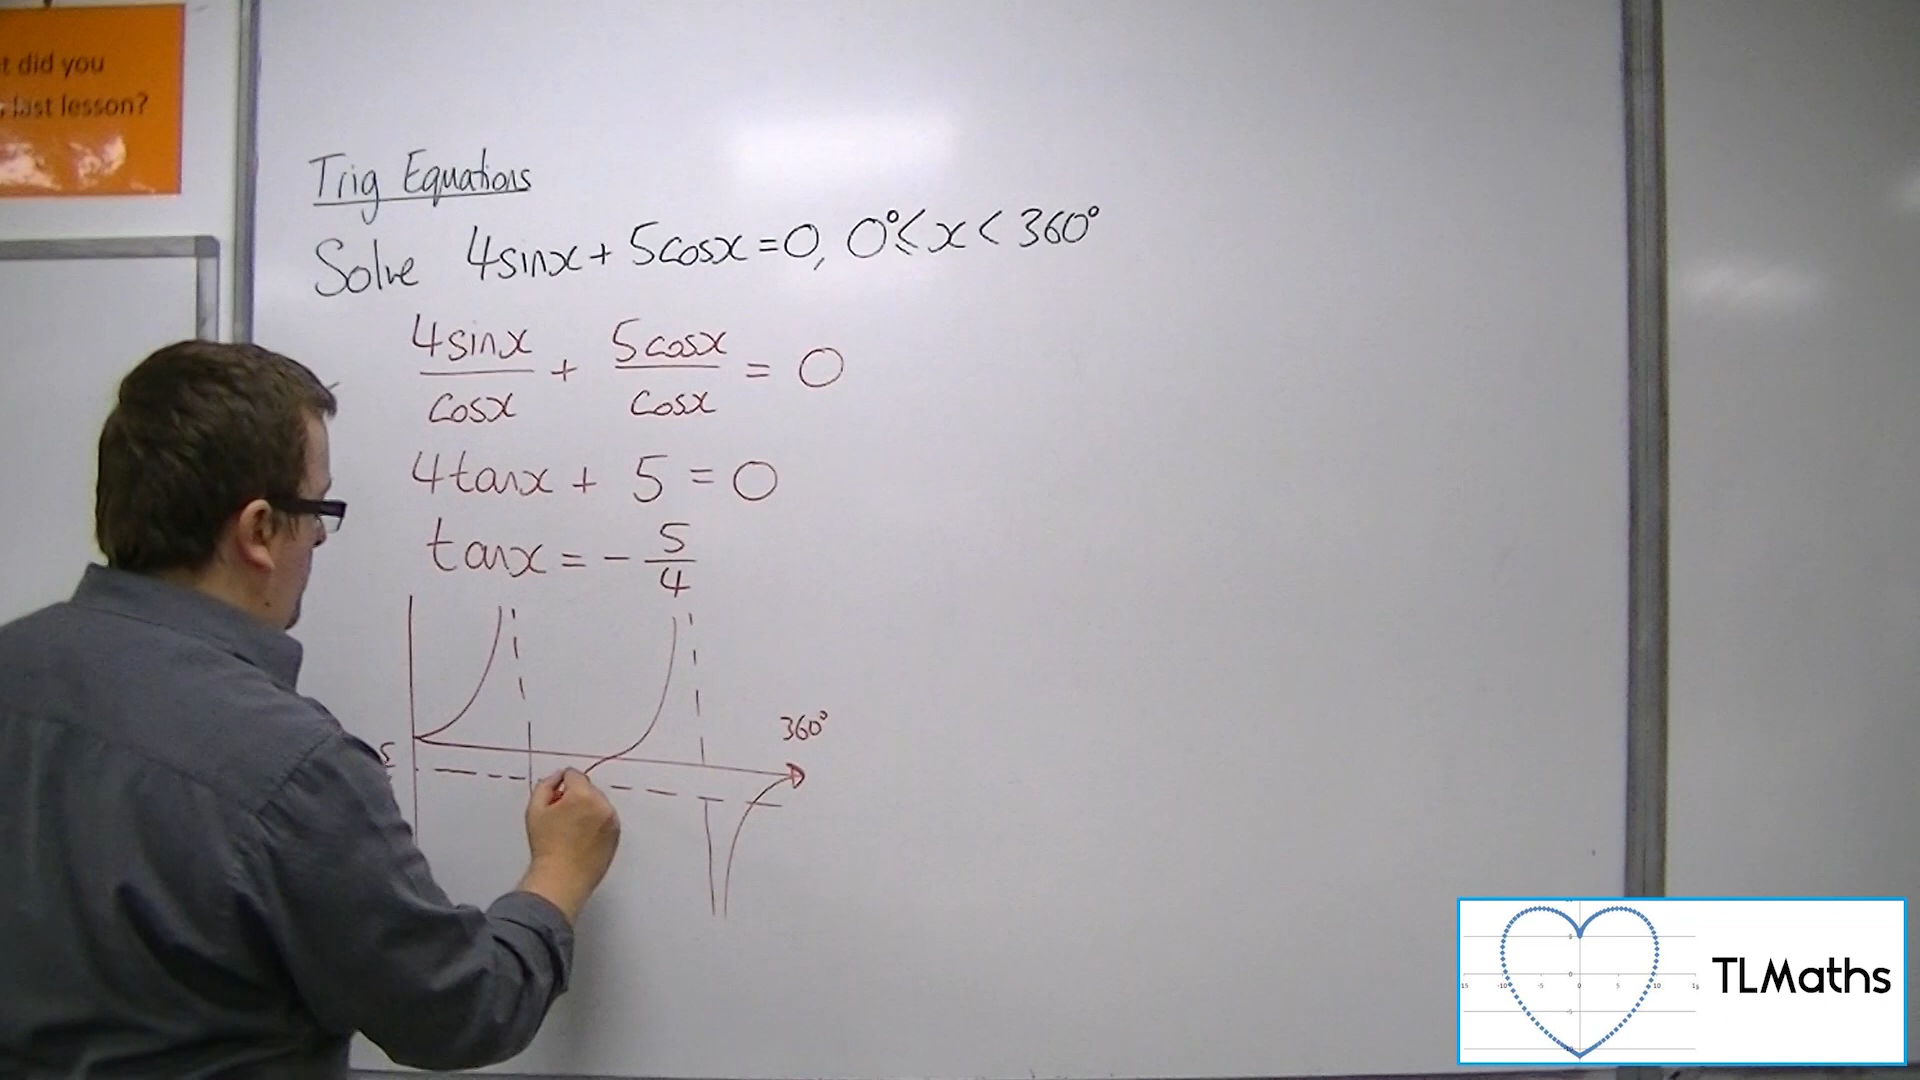 t did you
last lesson?
Trig Equations
Solve 4sinx + 5cosx = 0, 0° ≤ x < 360°
4sinx/cosx + 5cosx/cosx = 0
4tanx + 5 = 0
tanx = - 5/4
360°
5
TLMaths